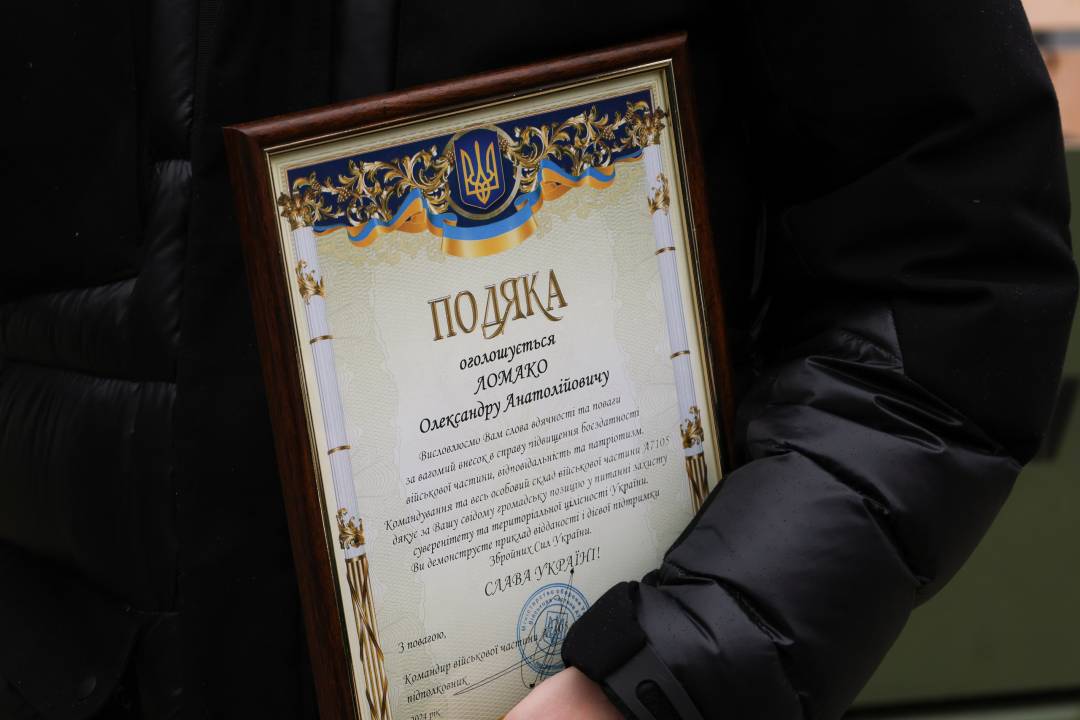 ПОДЯКА
оголошується
ЛОМАКО
Олександру Анатолійовичу
Висловлюємо Вам слова вдячності та поваги
за вагомий внесок в справу підвищення боєздатності
військової частини, відповідальність та патріотизм.
Командування та весь особовий склад військової частини А7105
дякує за Вашу свідому громадську позицію у питанні захисту
суверенітету та територіальної цілісності України.
Ви демонструєте приклад відданості і дієвої підтримки
Збройних Сил України.
СЛАВА УКРАЇНІ!
З повагою,
Командир військової частини
підполковник
2024 рік